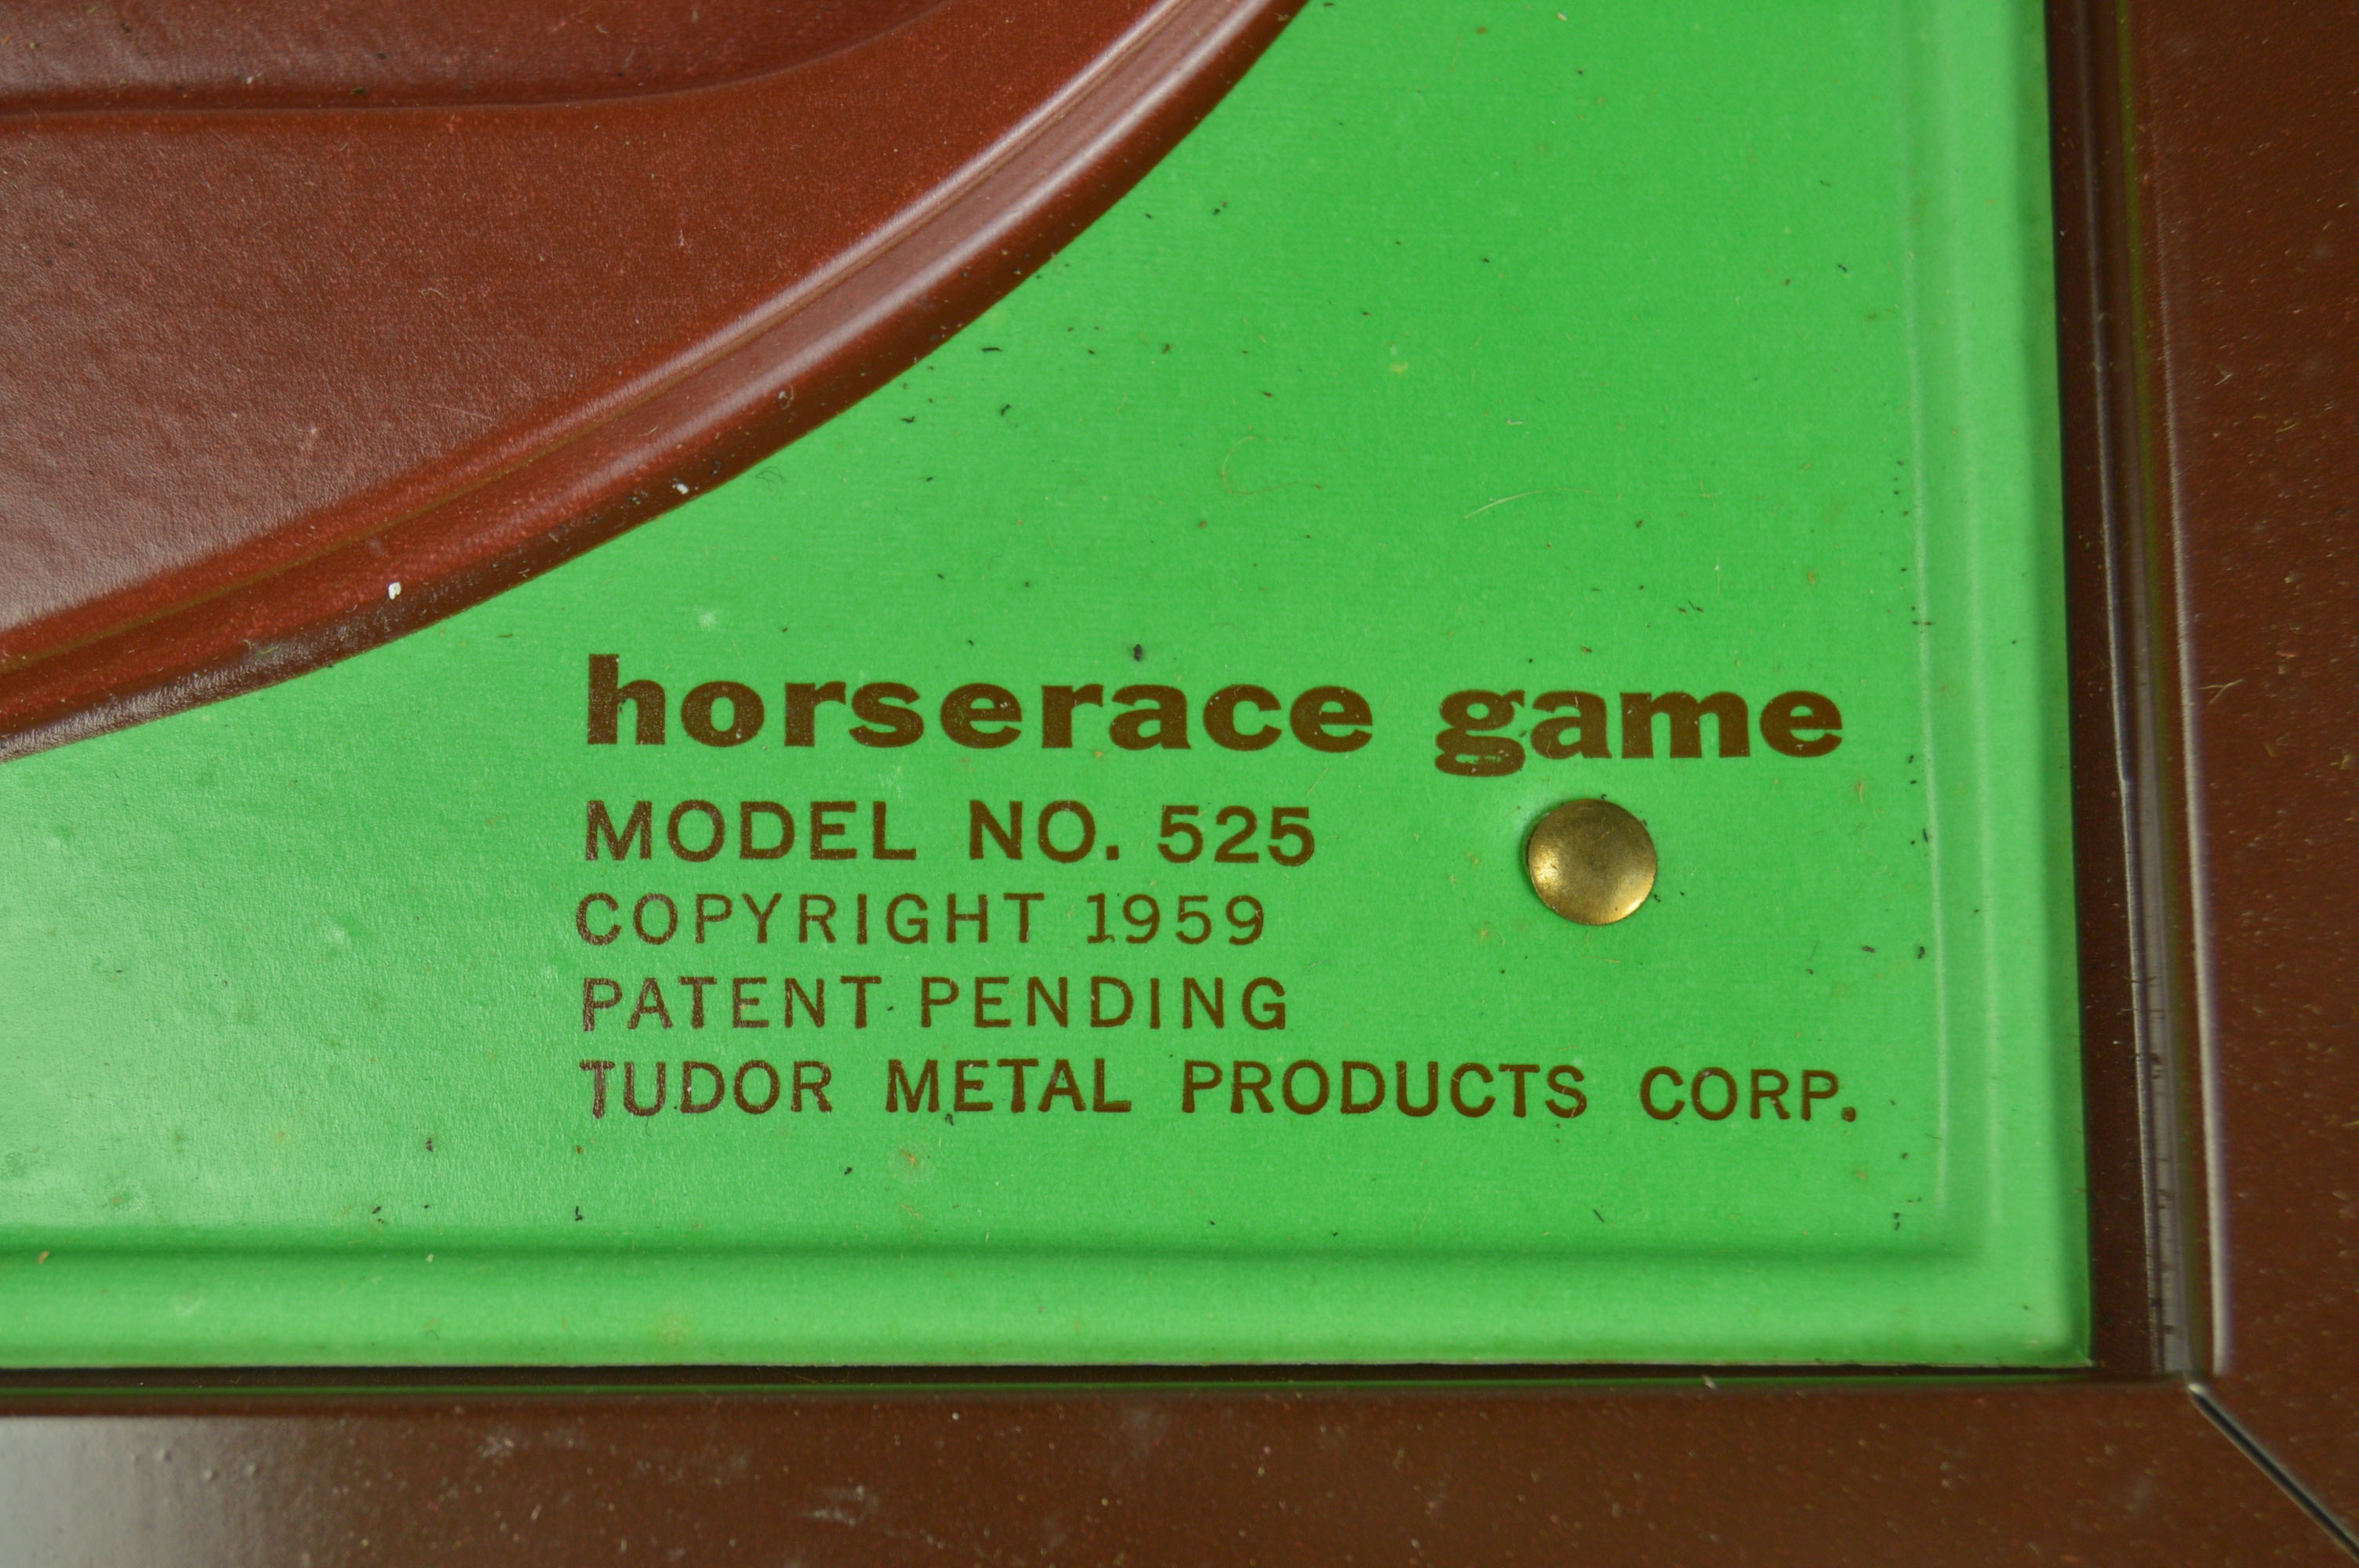 horserace game
MODEL NO. 525
COPYRIGHT 1959
PATENT PENDING
TUDOR METAL PRODUCTS CORP.